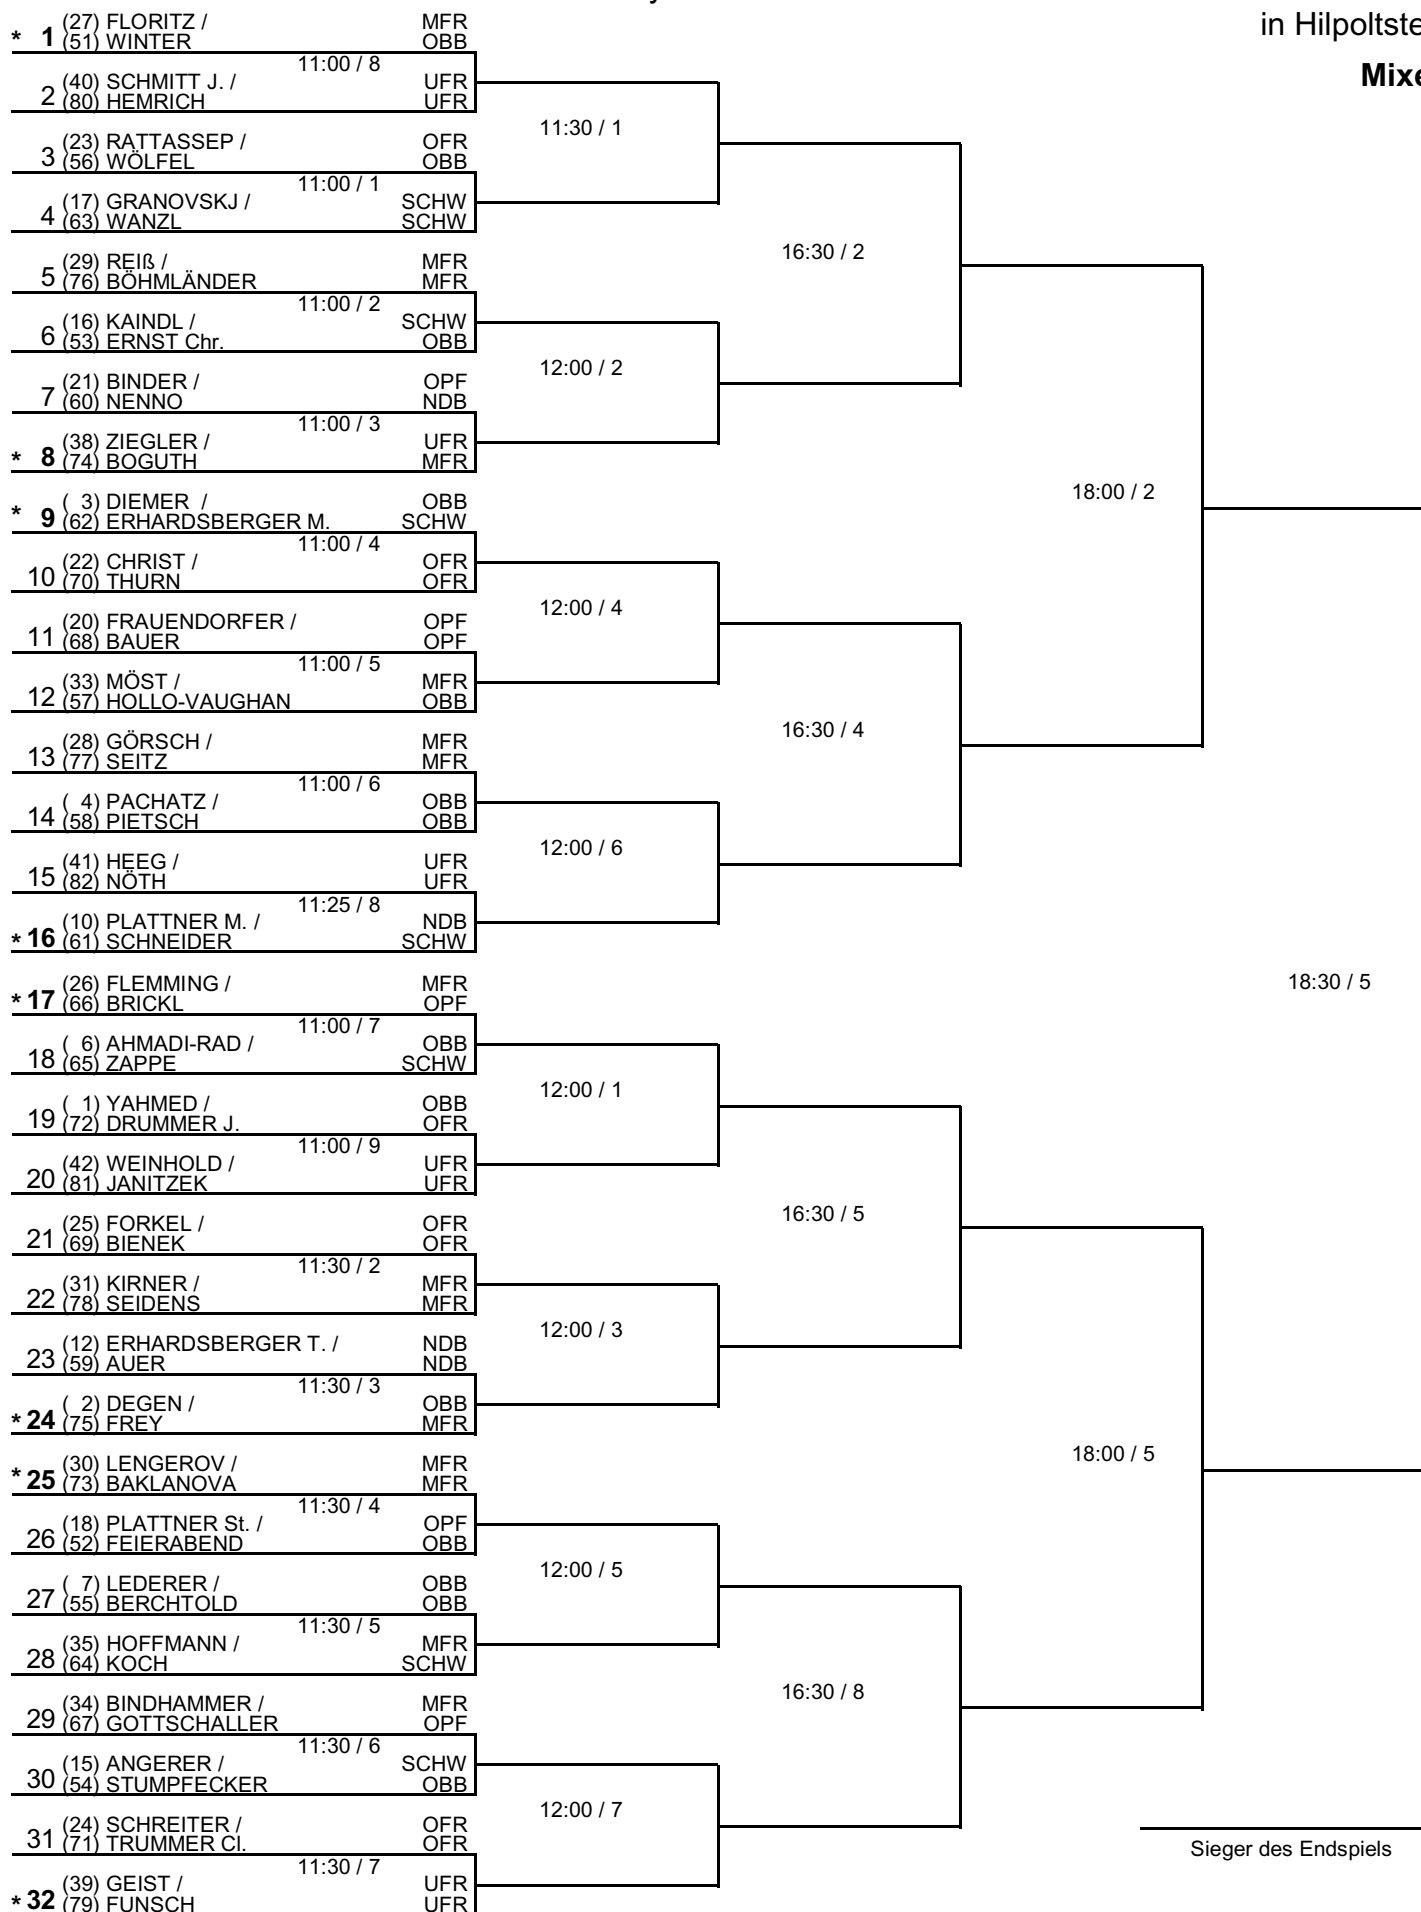 in Hilpoltste
Mixe
* 1 (27) FLORITZ / MFR
(51) WINTER OBB
11:00 / 8
2 (40) SCHMITT J. / UFR
(80) HEMRICH UFR
11:30 / 1
3 (23) RATTASSEP / OFR
(56) WÖLFEL OBB
11:00 / 1
4 (17) GRANOVSKJ / SCHW
(63) WANZL SCHW
16:30 / 2
5 (29) REIß / MFR
(76) BÖHMLÄNDER MFR
11:00 / 2
6 (16) KAINDL / SCHW
(53) ERNST Chr. OBB
12:00 / 2
7 (21) BINDER / OPF
(60) NENNO NDB
11:00 / 3
* 8 (38) ZIEGLER / UFR
(74) BOGUTH MFR
18:00 / 2
* 9 ( 3) DIEMER / OBB
(62) ERHARDSBERGER M. SCHW
11:00 / 4
10 (22) CHRIST / OFR
(70) THURN OFR
12:00 / 4
11 (20) FRAUENDORFER / OPF
(68) BAUER OPF
11:00 / 5
12 (33) MÖST / MFR
(57) HOLLO-VAUGHAN OBB
16:30 / 4
13 (28) GÖRSCH / MFR
(77) SEITZ MFR
11:00 / 6
14 ( 4) PACHATZ / OBB
(58) PIETSCH OBB
12:00 / 6
15 (41) HEEG / UFR
(82) NÖTH UFR
11:25 / 8
* 16 (10) PLATTNER M. / NDB
(61) SCHNEIDER SCHW
18:30 / 5
* 17 (26) FLEMMING / MFR
(66) BRICKL OPF
11:00 / 7
18 ( 6) AHMADI-RAD / OBB
(65) ZAPPE SCHW
12:00 / 1
19 ( 1) YAHMED / OBB
(72) DRUMMER J. OFR
11:00 / 9
20 (42) WEINHOLD / UFR
(81) JANITZEK UFR
16:30 / 5
21 (25) FORKEL / OFR
(69) BIENEK OFR
11:30 / 2
22 (31) KIRNER / MFR
(78) SEIDENS MFR
12:00 / 3
23 (12) ERHARDSBERGER T. / NDB
(59) AUER NDB
11:30 / 3
* 24 ( 2) DEGEN / OBB
(75) FREY MFR
18:00 / 5
* 25 (30) LENGEROV / MFR
(73) BAKLANOVA MFR
11:30 / 4
26 (18) PLATTNER St. / OPF
(52) FEIERABEND OBB
12:00 / 5
27 ( 7) LEDERER / OBB
(55) BERCHTOLD OBB
11:30 / 5
28 (35) HOFFMANN / MFR
(64) KOCH SCHW
16:30 / 8
29 (34) BINDHAMMER / MFR
(67) GOTTSCHALLER OPF
11:30 / 6
30 (15) ANGERER / SCHW
(54) STUMPFECKER OBB
12:00 / 7
31 (24) SCHREITER / OFR
(71) TRUMMER Cl. OFR
11:30 / 7
* 32 (39) GEIST / UFR
(79) FUNSCH UFR
Sieger des Endspiels